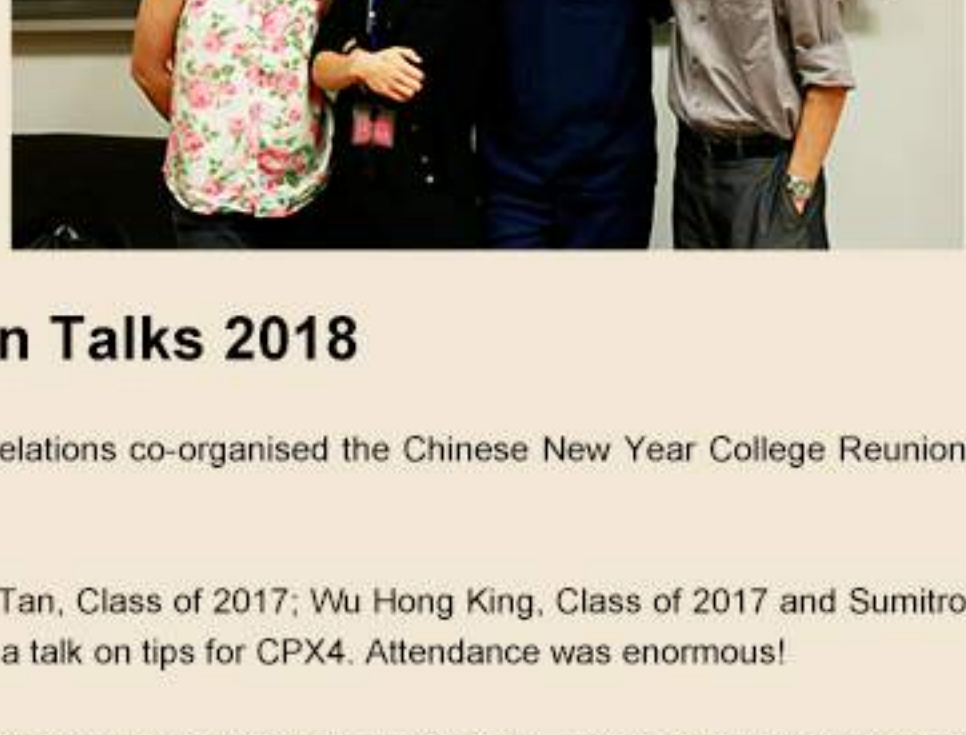 n Talks 2018
elations co-organised the Chinese New Year College Reunion
Tan, Class of 2017; Wu Hong King, Class of 2017 and Sumitro
a talk on tips for CPX4. Attendance was enormous!